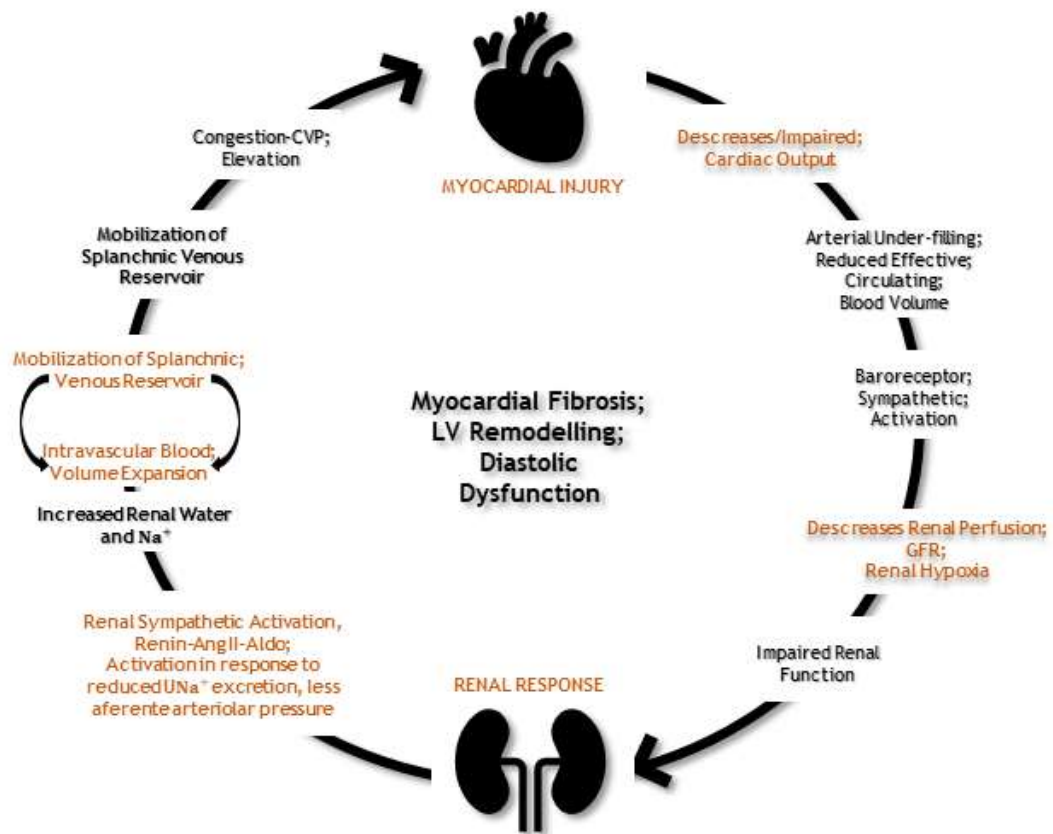 MYOCARDIAL INJURY
Descreases/Impaired;
Cardiac Output
Arterial Under-filling;
Reduced Effective;
Circulating;
Blood Volume
Baroreceptor;
Sympathetic;
Activation
Descreases Renal Perfusion;
GFR;
Renal Hypoxia
Impaired Renal
Function
RENAL RESPONSE
Renal Sympathetic Activation,
Renin-AngII-Aldo;
Activation in response to
reduced UNa⁺ excretion, less
aferente arteriolar pressure
Increased Renal Water
and Na⁺
Intravascular Blood;
Volume Expansion
Mobilization of Splanchnic;
Venous Reservoir
Mobilization of
Splanchnic Venous
Reservoir
Congestion-CVP;
Elevation
Myocardial Fibrosis;
LV Remodelling;
Diastolic
Dysfunction